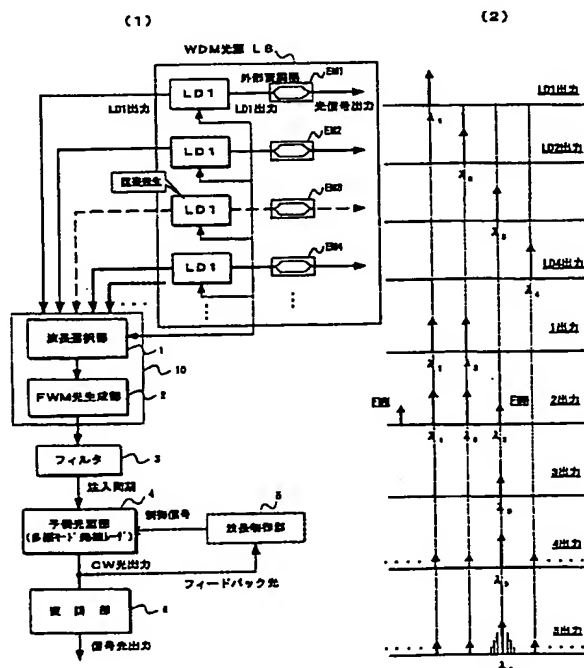 (1)
(2)
WDM光源 LS
外部変調器
EM1
LD1
LD1出力
LD1出力
光信号出力
LD1
EM2
障害発生
LD1
EM3
LD1
EM4
波長選択部
1
10
FWM光生成部
2
フィルタ
3
注入同期
4
5
予備光源部
(多縦モード発振レーザ)
制御信号
波長制御部
CW光出力
フィードバック光
変調部
6
信号光出力
LD1出力
LD2出力
LD4出力
1出力
FWM
FWM
2出力
3出力
4出力
5出力